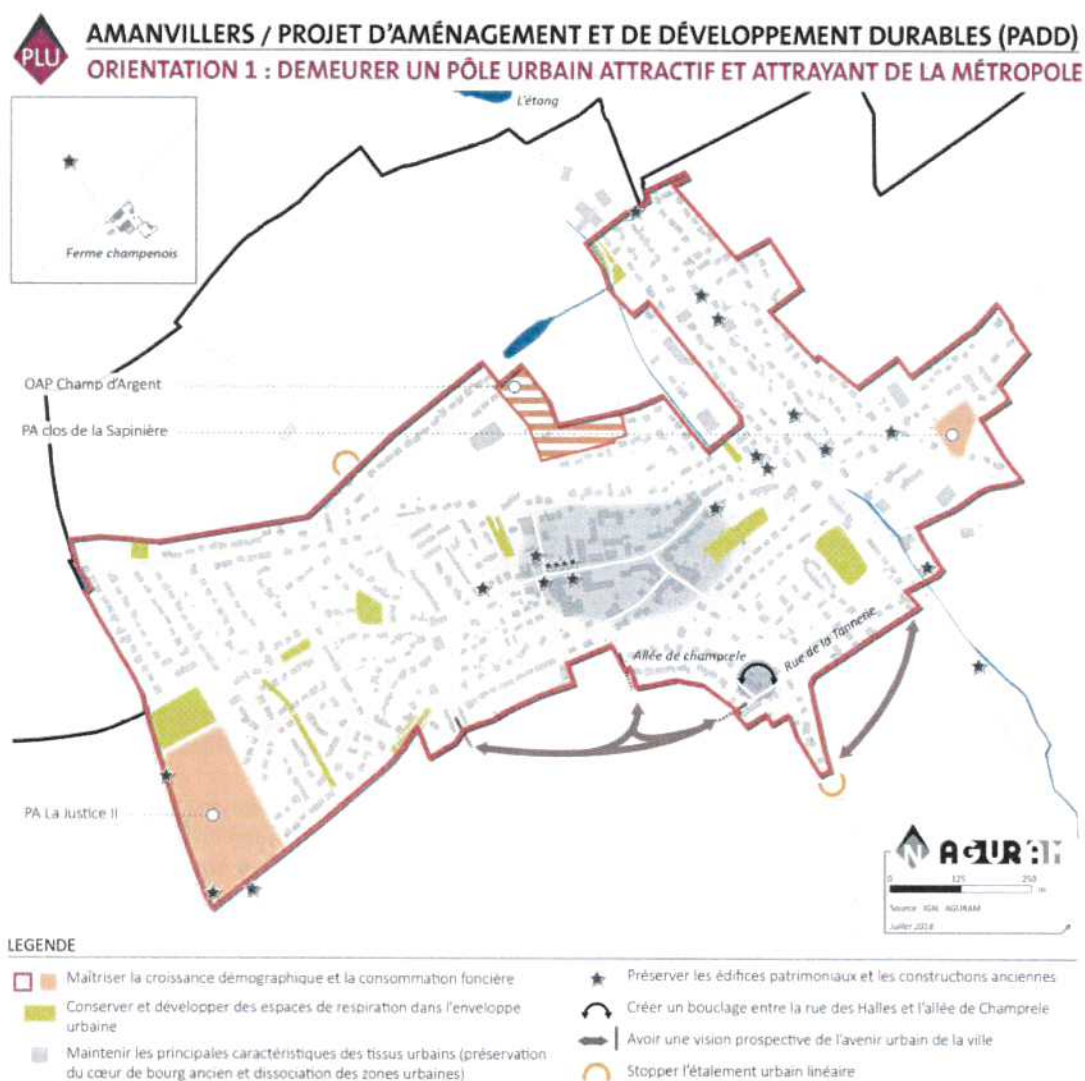 PLU
AMANVILLERS / PROJET D'AMÉNAGEMENT ET DE DÉVELOPPEMENT DURABLES (PADD)
ORIENTATION 1 : DEMEURER UN PÔLE URBAIN ATTRACTIF ET ATTRAYANT DE LA MÉTROPOLE
L'étang
Ferme champenois
OAP Champ d'Argent
PA clos de la Sapinière
Allée de champrele
Rue de la Tannerie
PA La Justice II
N
AGURAM
0 125 250
m
Source : IGN - AGURAM
Juillet 2018
LEGENDE
Maîtriser la croissance démographique et la consommation foncière
Conserver et développer des espaces de respiration dans l'enveloppe
urbaine
Maintenir les principales caractéristiques des tissus urbains (préservation
du cœur de bourg ancien et dissociation des zones urbaines)
Préserver les édifices patrimoniaux et les constructions anciennes
Créer un bouclage entre la rue des Halles et l'allée de Champrele
Avoir une vision prospective de l'avenir urbain de la ville
Stopper l'étalement urbain linéaire